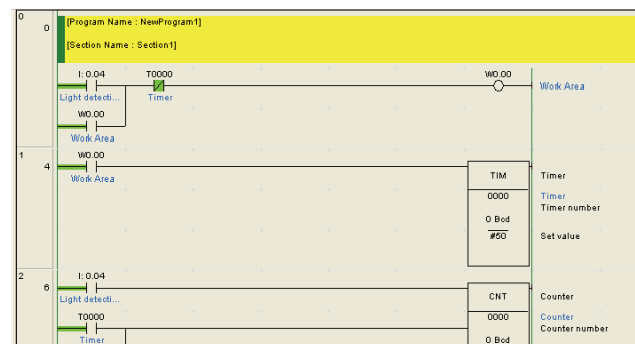 0
0
[Program Name : NewProgram1]
[Section Name : Section1]
I: 0.04 T0000 W0.00
Work Area
Light detecti... Timer
W0.00
Work Area
1
4
W0.00
Work Area
TIM Timer
0000 Timer
Timer number
0 Bcd
#50 Set value
2
6
I: 0.04
Light detecti...
CNT Counter
T0000 0000 Counter
Counter number
Timer 0 Bcd